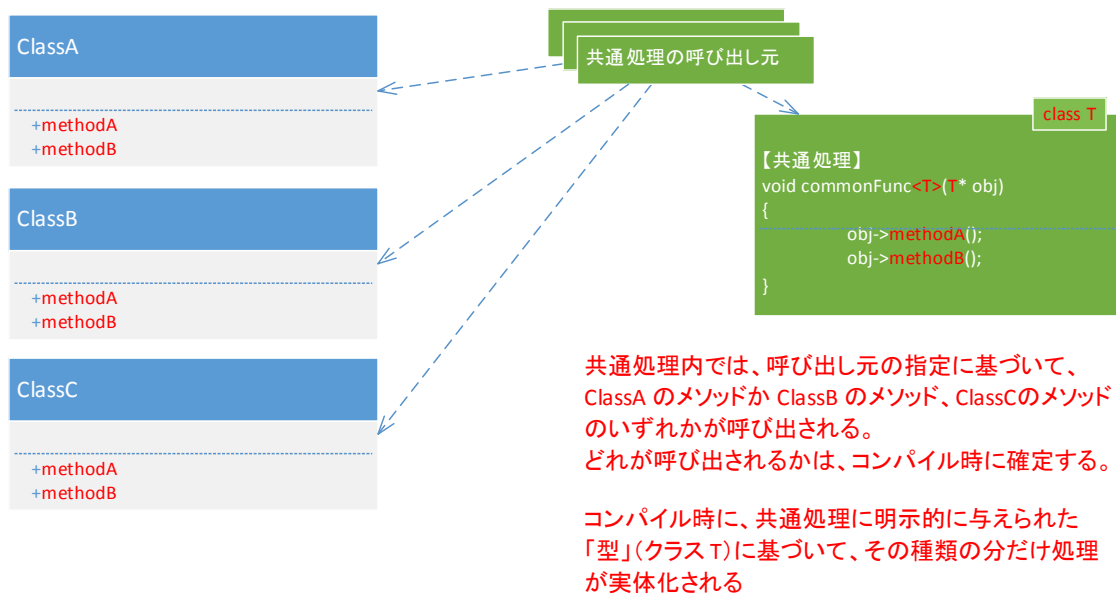 ClassA
+methodA
+methodB
ClassB
+methodA
+methodB
ClassC
+methodA
+methodB
共通処理の呼び出し元
class T
【共通処理】
void commonFunc<T>(T* obj)
{
obj->methodA();
obj->methodB();
}
共通処理内では、呼び出し元の指定に基づいて、
ClassA のメソッドか ClassB のメソッド、ClassCのメソッド
のいずれかが呼び出される。
どれが呼び出されるかは、コンパイル時に確定する。
コンパイル時に、共通処理に明示的に与えられた
「型」(クラス T)に基づいて、その種類の分だけ処理
が実体化される